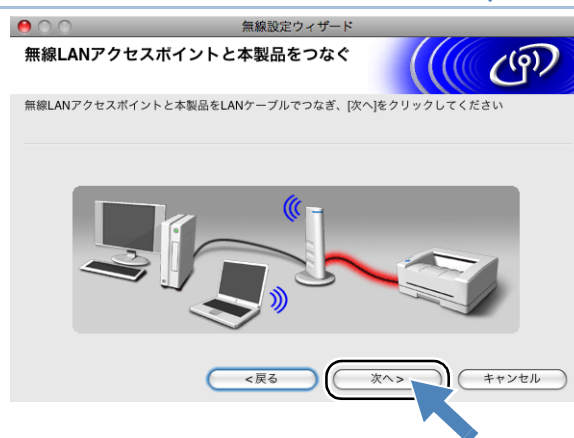 無線設定ウィザード
無線LANアクセスポイントと本製品をつなぐ
無線LANアクセスポイントと本製品をLANケーブルでつなぎ、[次へ]をクリックしてください
<戻る
次へ>
キャンセル